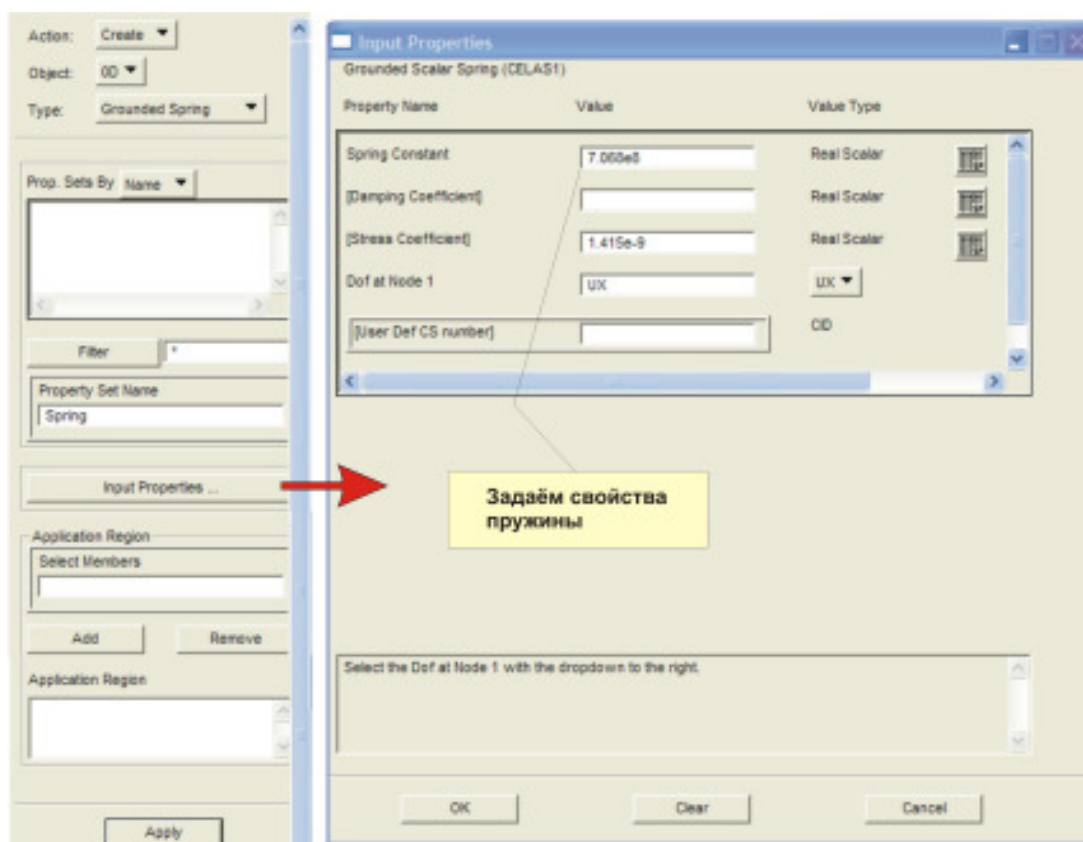 Action: Create
Object: 0D
Type: Grounded Spring
Prop. Sets By Name
Filter *
Property Set Name
Spring
Input Properties ...
Application Region
Select Members
Add Remove
Application Region
Apply
Input Properties
Grounded Scalar Spring (CELAS1)
Property Name Value Value Type
Spring Constant 7.068e8 Real Scalar
[Damping Coefficient] Real Scalar
[Stress Coefficient] 1.415e-9 Real Scalar
Dof at Node 1 UX UX
[User Def CS number] CID
Задаём свойства
пружины
Select the Dof at Node 1 with the dropdown to the right.
OK Clear Cancel